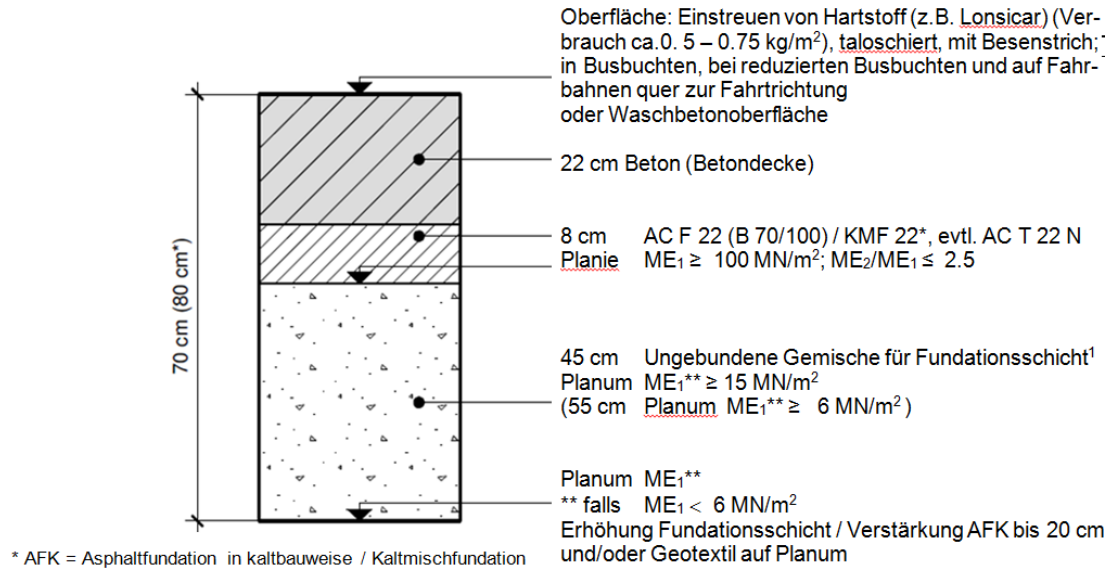 Oberfläche: Einstreuen von Hartstoff (z.B. Lonsicar) (Ver-
brauch ca.0. 5 – 0.75 kg/m²), taloschiert, mit Besenstrich;
in Busbuchten, bei reduzierten Busbuchten und auf Fahr-
bahnen quer zur Fahrtrichtung
oder Waschbetonoberfläche
22 cm Beton (Betondecke)
8 cm AC F 22 (B 70/100) / KMF 22*, evtl. AC T 22 N
Planie ME₁ ≥ 100 MN/m²; ME₂/ME₁ ≤ 2.5
70 cm (80 cm*)
45 cm Ungebundene Gemische für Fundationsschicht¹
Planum ME₁** ≥ 15 MN/m²
(55 cm Planum ME₁** ≥ 6 MN/m²)
Planum ME₁**
** falls ME₁ < 6 MN/m²
Erhöhung Fundationsschicht / Verstärkung AFK bis 20 cm
und/oder Geotextil auf Planum
* AFK = Asphaltfundation in kaltbauweise / Kaltmischfundation